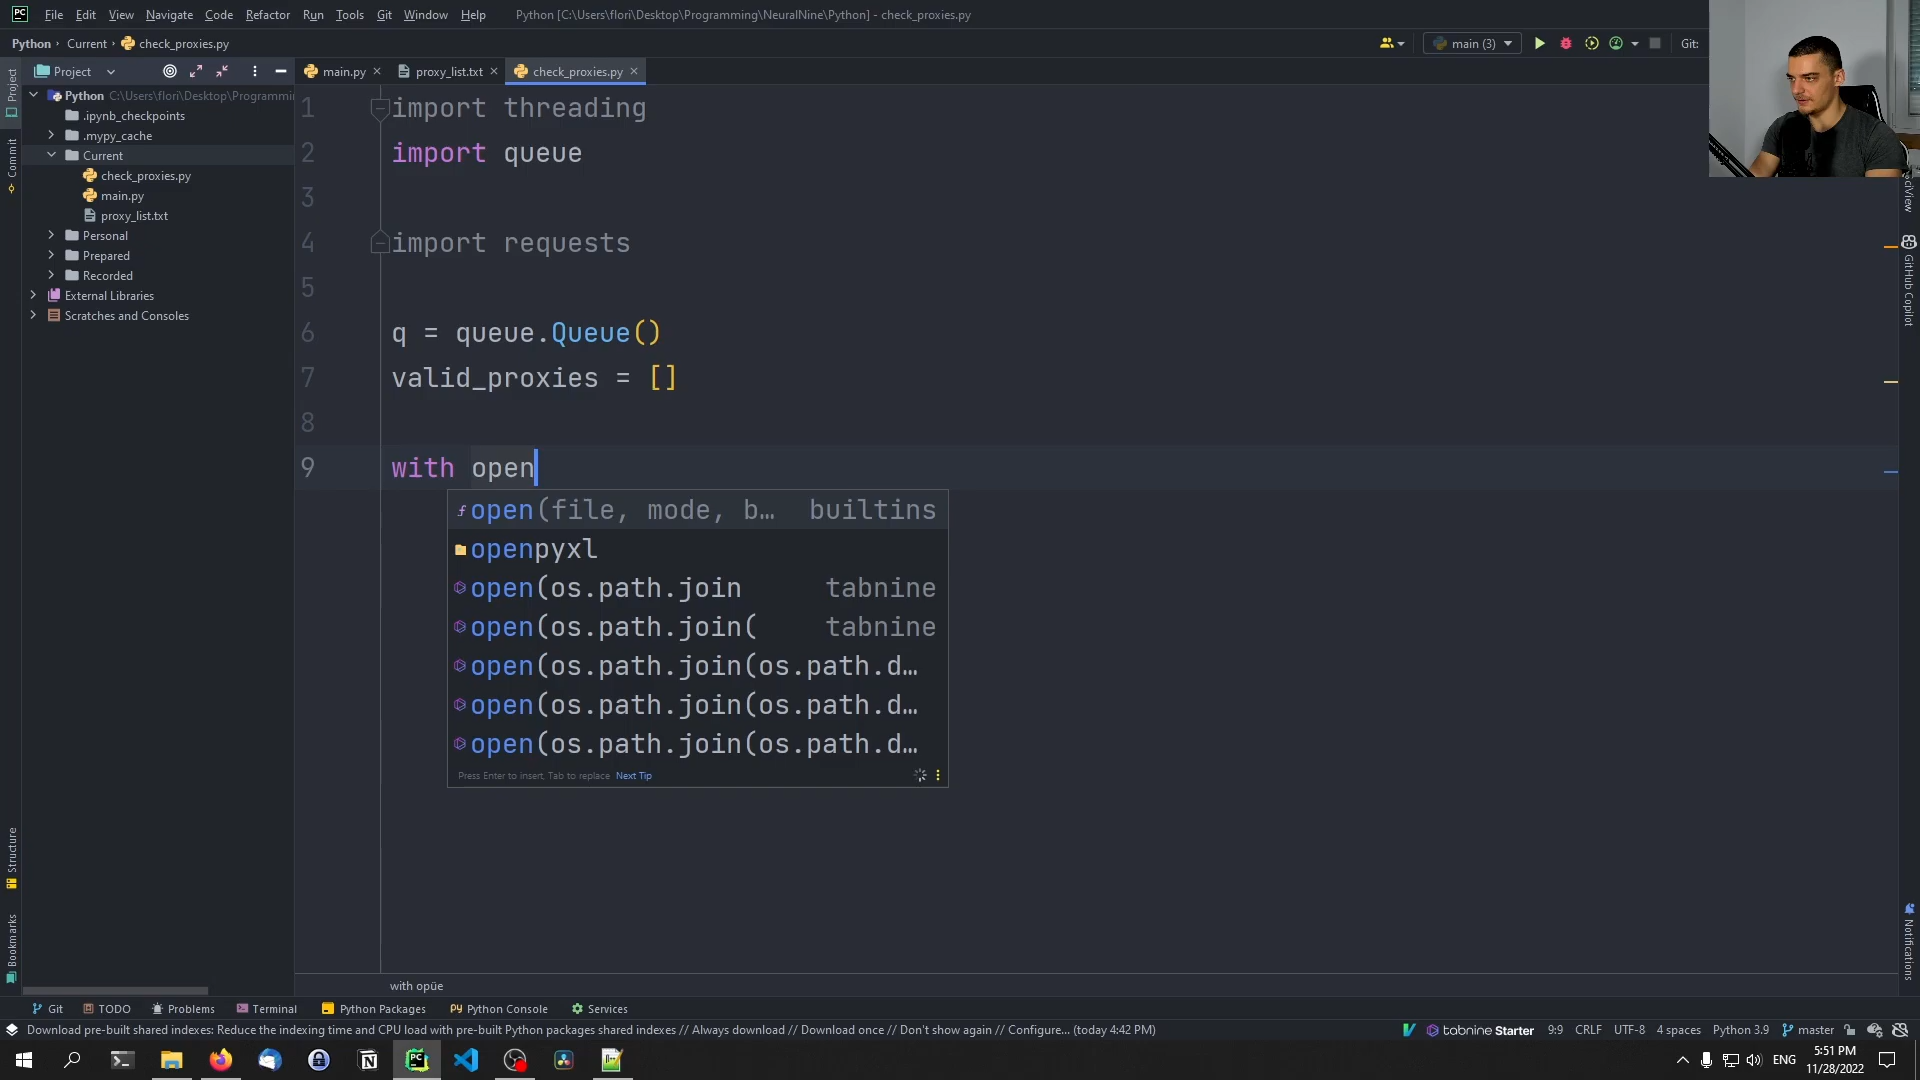 PC File Edit View Navigate Code Refactor Run Tools Git Window Help Python [C:\Users\flori\Desktop\Programming\NeuralNine\Python] - check_proxies.py
Python Current check_proxies.py main (3) Git:
Project main.py proxy_list.txt check_proxies.py
Project
Commit
Structure
Bookmarks
Python C:\Users\flori\Desktop\Programmi
.ipynb_checkpoints
.mypy_cache
Current
check_proxies.py
main.py
proxy_list.txt
Personal
Prepared
Recorded
External Libraries
Scratches and Consoles
1 import threading
2 import queue
3
4 import requests
5
6 q = queue.Queue()
7 valid_proxies = []
8
9 with open
open(file, mode, b… builtins
openpyxl
open(os.path.join tabnine
open(os.path.join( tabnine
open(os.path.join(os.path.d…
open(os.path.join(os.path.d…
open(os.path.join(os.path.d…
Press Enter to insert, Tab to replace Next Tip
with opüe
GitHub Copilot
Notifications
Git TODO Problems Terminal Python Packages Python Console Services
Download pre-built shared indexes: Reduce the indexing time and CPU load with pre-built Python packages shared indexes // Always download // Download once // Don't show again // Configure... (today 4:42 PM) tabnine Starter 9:9 CRLF UTF-8 4 spaces Python 3.9 master
ENG 5:51 PM
11/28/2022